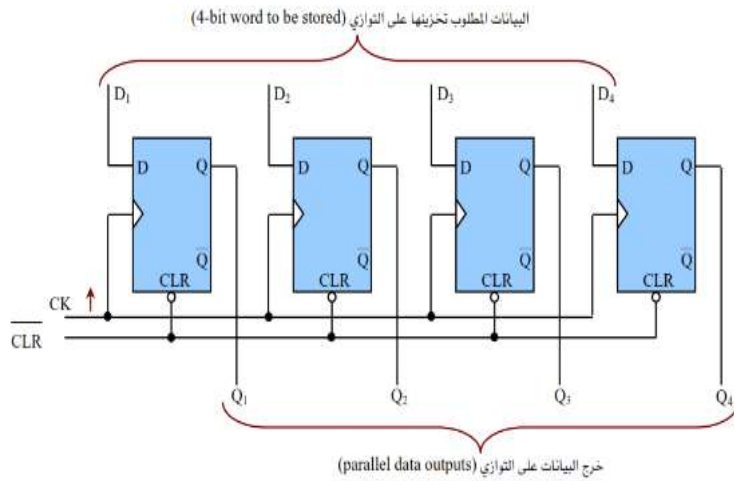 البيانات المطلوب تخزينها على التوازي (4-bit word to be stored)
D₁ D₂ D₃ D₄
D Q D Q D Q D Q
Q̅ Q̅ Q̅ Q̅
CLR CLR CLR CLR
CK
C̅L̅R̅
Q₁ Q₂ Q₃ Q₄
خرج البيانات على التوازي (parallel data outputs)